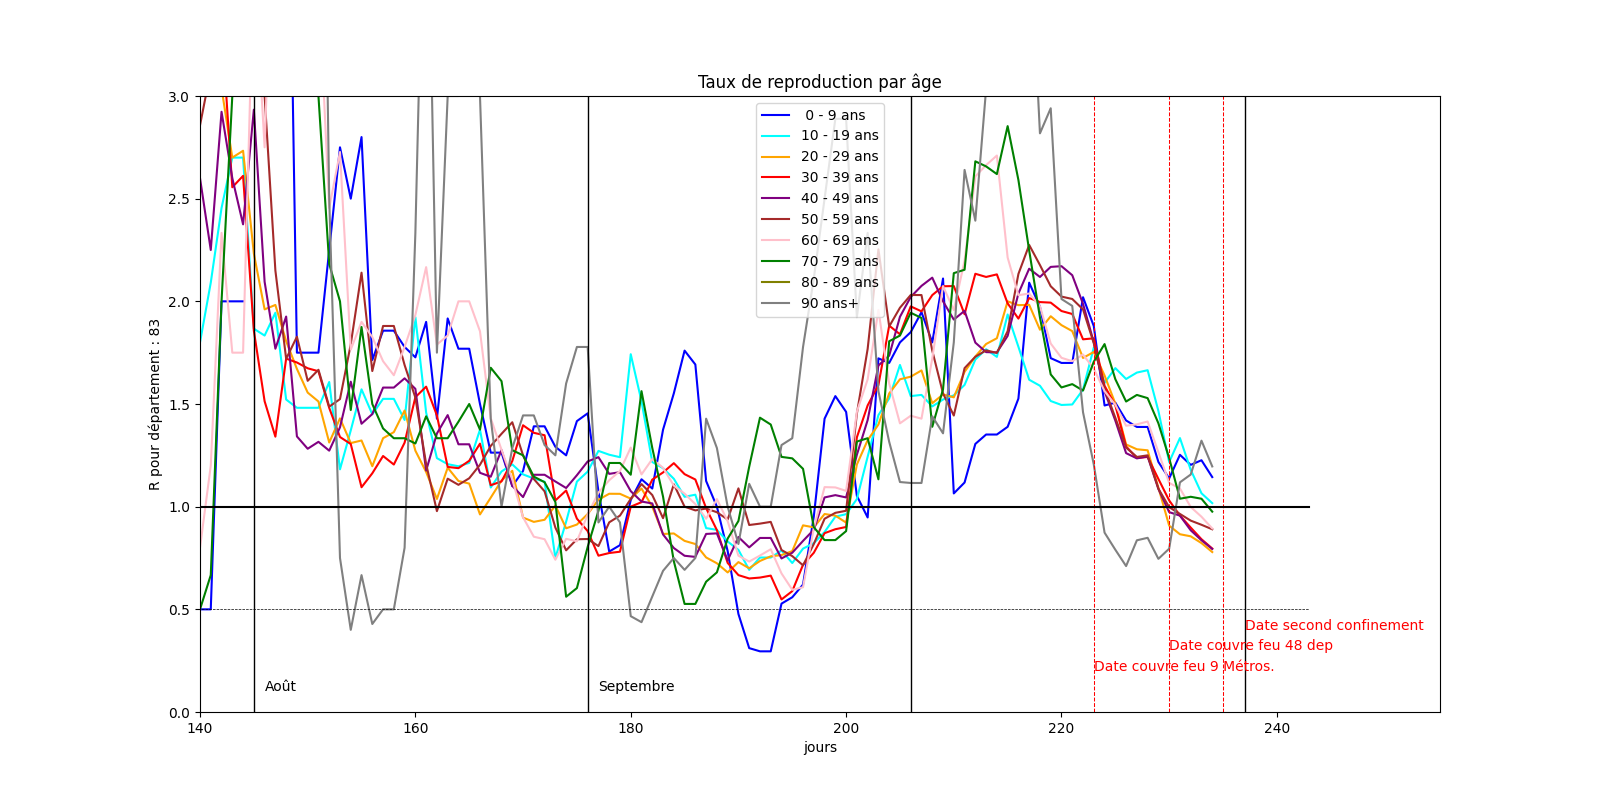 Taux de reproduction par âge
R pour département : 83
3.0
2.5
2.0
1.5
1.0
0.5
0.0
0 - 9 ans
10 - 19 ans
20 - 29 ans
30 - 39 ans
40 - 49 ans
50 - 59 ans
60 - 69 ans
70 - 79 ans
80 - 89 ans
90 ans+
Date second confinement
Date couvre feu 48 dep
Date couvre feu 9 Métros.
Août
Septembre
140
160
180
200
220
240
jours